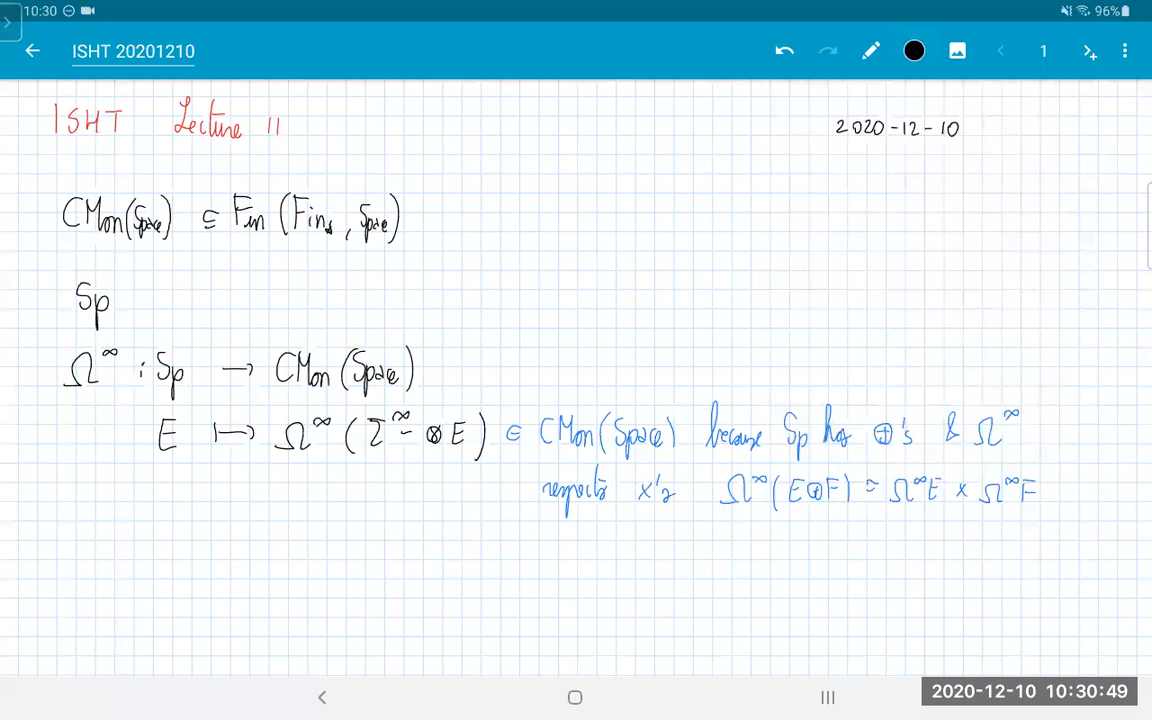 10:30
96%
ISHT 20201210
1
ISHT Lecture 11
2020-12-10
CMon(Space) ⊆ Fun (Fin*, Space)
Sp
Ω^∞ : Sp → CMon (Space)
E ↦ Ω^∞ (Σ^∞ - ⊗ E) ∈ CMon(Space) because Sp has ⊕'s & Ω^∞
respects ×'s Ω^∞(E⊕F) ≃ Ω^∞E × Ω^∞F
2020-12-10 10:30:49